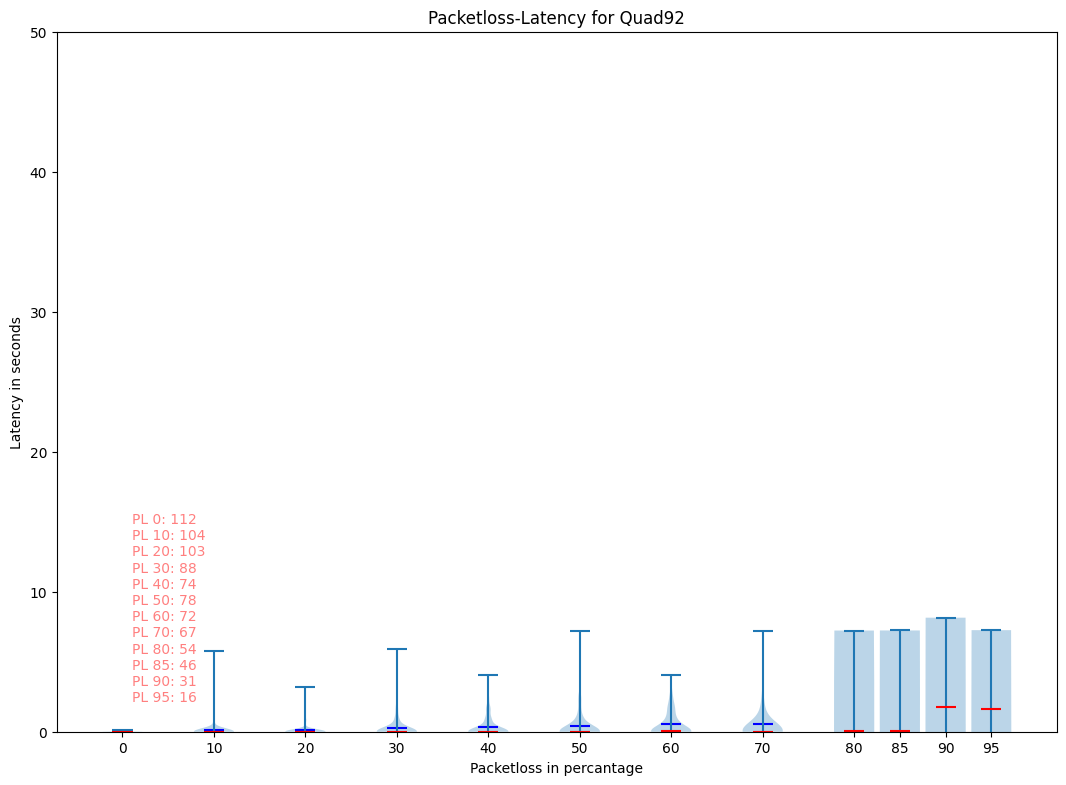 Packetloss-Latency for Quad92
50
40
30
20
10
0
Latency in seconds
PL 0: 112
PL 10: 104
PL 20: 103
PL 30: 88
PL 40: 74
PL 50: 78
PL 60: 72
PL 70: 67
PL 80: 54
PL 85: 46
PL 90: 31
PL 95: 16
0 10 20 30 40 50 60 70 80 85 90 95
Packetloss in percantage